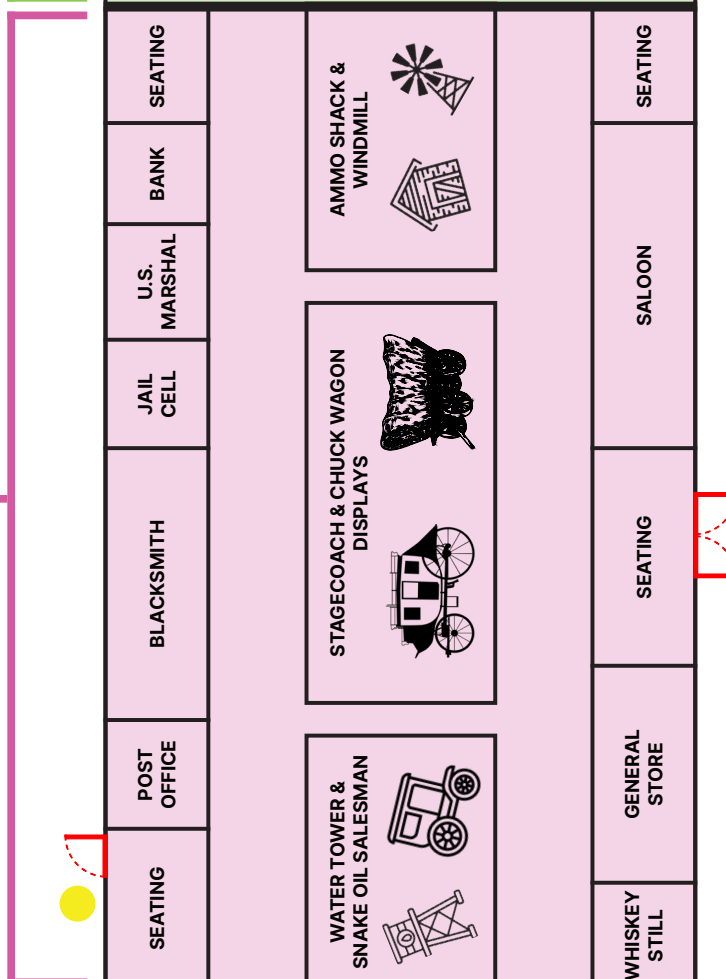 SEATING
BANK
U.S.
MARSHAL
JAIL
CELL
BLACKSMITH
POST
OFFICE
SEATING
AMMO SHACK &
WINDMILL
STAGECOACH & CHUCK WAGON
DISPLAYS
WATER TOWER &
SNAKE OIL SALESMAN
SEATING
SALOON
SEATING
GENERAL
STORE
WHISKEY
STILL